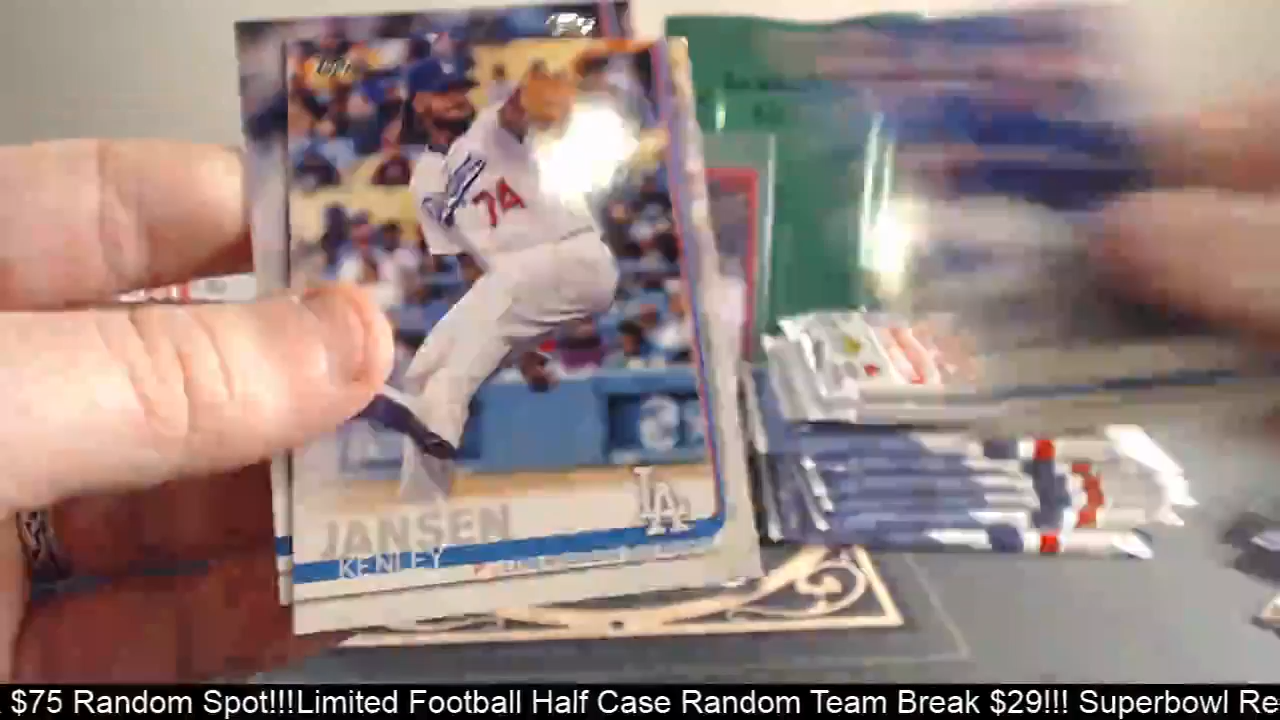 74
JANSEN
KENLEY
LA
$75 Random Spot!!!Limited Football Half Case Random Team Break $29!!! Superbowl Re